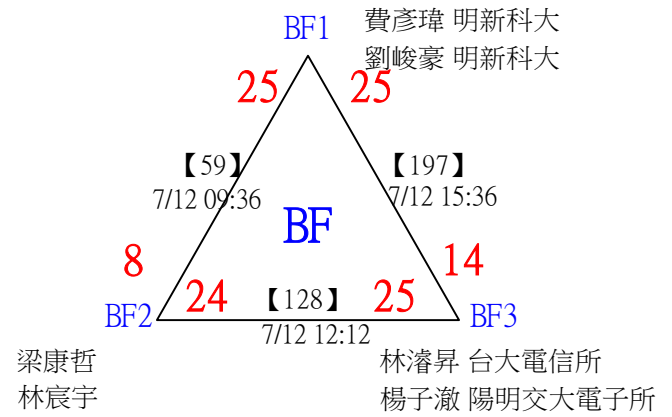 BF1
費彥瑋 明新科大
劉峻豪 明新科大
25
25
【59】
7/12 09:36
【197】
7/12 15:36
BF
8
14
24
【128】
25
BF2
7/12 12:12
BF3
梁康哲
林宸宇
林濬昇 台大電信所
楊子澈 陽明交大電子所